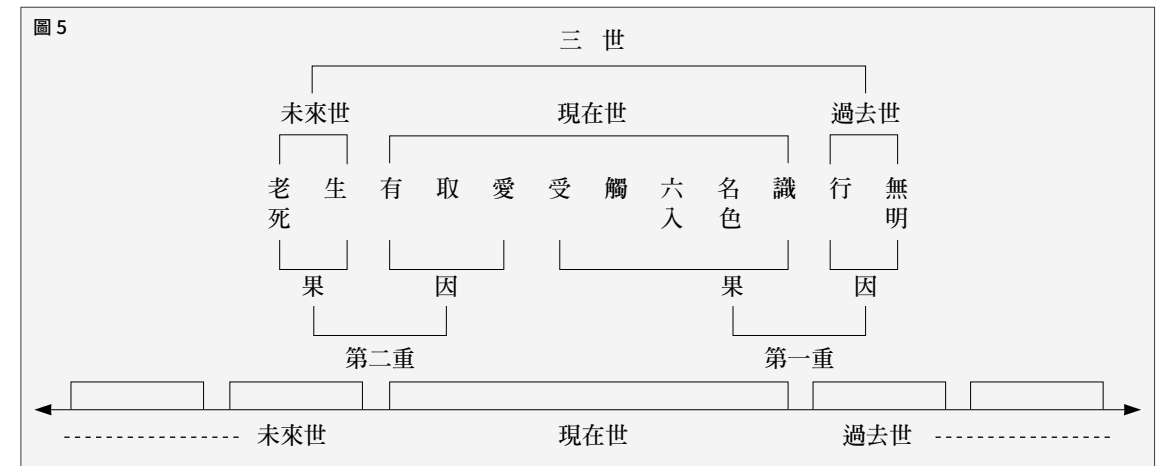 圖 5
三 世
未來世 現在世 過去世
老死 生 有 取 愛 受 觸 六入 名色 識 行 無明
果 因 果 因
第二重 第一重
未來世 現在世 過去世